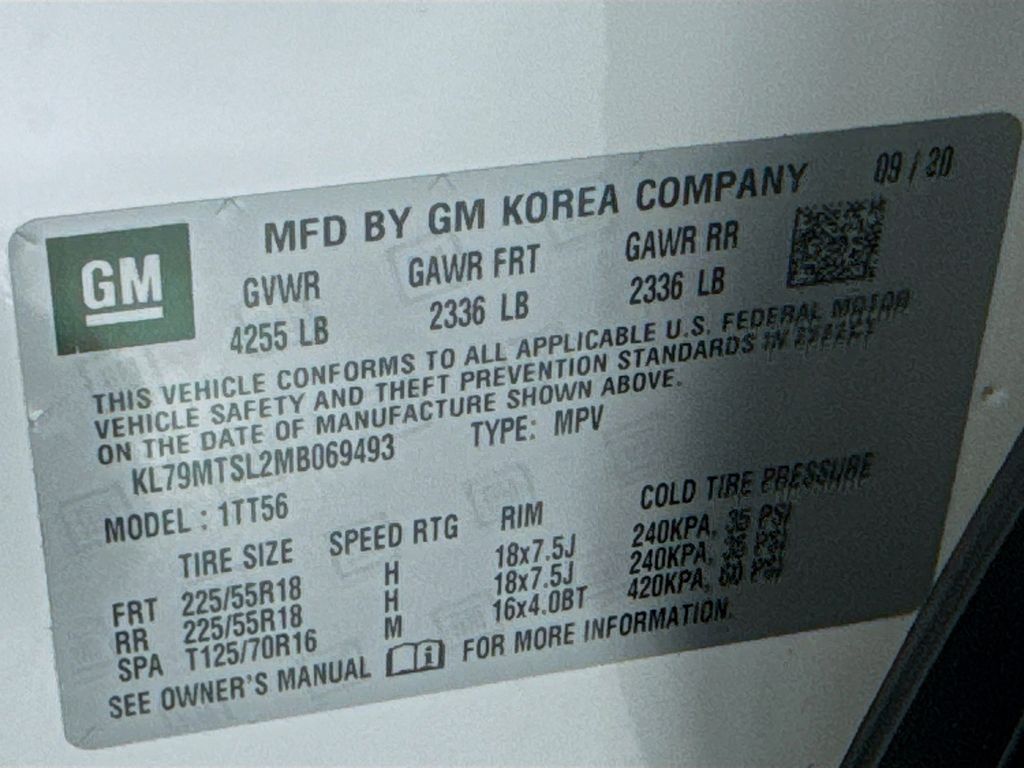 MFD BY GM KOREA COMPANY 09 / 20
GM
GVWR GAWR FRT GAWR RR
4255 LB 2336 LB 2336 LB
THIS VEHICLE CONFORMS TO ALL APPLICABLE U.S. FEDERAL MOTOR
VEHICLE SAFETY AND THEFT PREVENTION STANDARDS IN EFFECT
ON THE DATE OF MANUFACTURE SHOWN ABOVE.
KL79MTSL2MB069493 TYPE: MPV
MODEL : 1TT56
TIRE SIZE SPEED RTG RIM COLD TIRE PRESSURE
FRT 225/55R18 H 18x7.5J 240KPA, 35 PSI
RR 225/55R18 H 18x7.5J 240KPA,
SPA T125/70R16 M 16x4.0BT 420KPA, 60 PSI
SEE OWNER'S MANUAL FOR MORE INFORMATION.